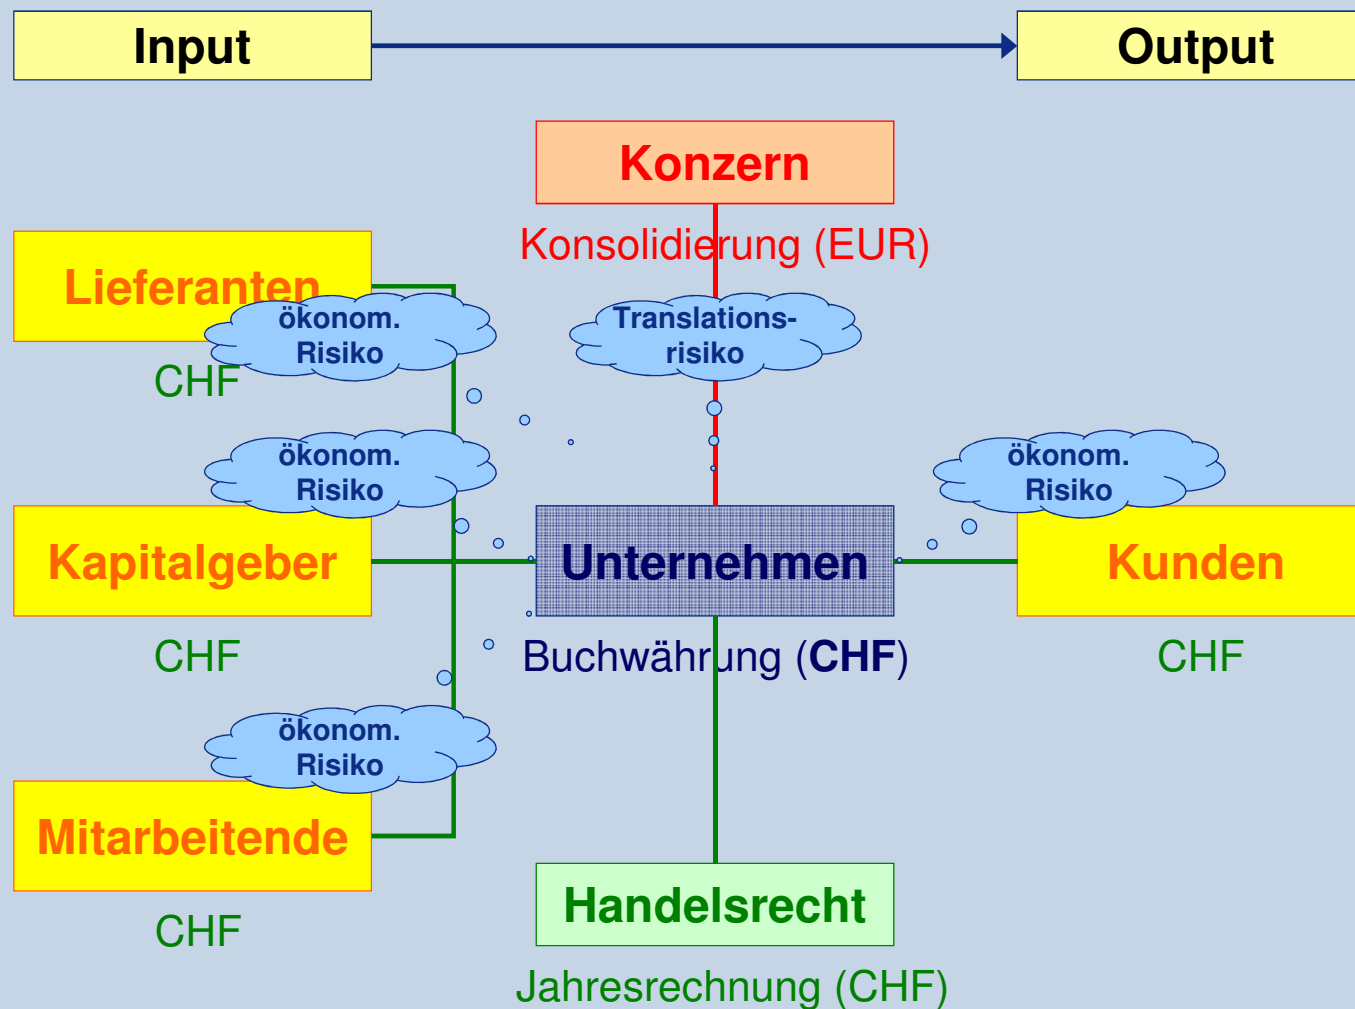 Input
Output
Konzern
Konsolidierung (EUR)
Lieferanten
ökonom.
Risiko
CHF
Translations-
risiko
ökonom.
Risiko
Kapitalgeber
CHF
Unternehmen
Buchwährung (CHF)
ökonom.
Risiko
Kunden
CHF
ökonom.
Risiko
Mitarbeitende
CHF
Handelsrecht
Jahresrechnung (CHF)